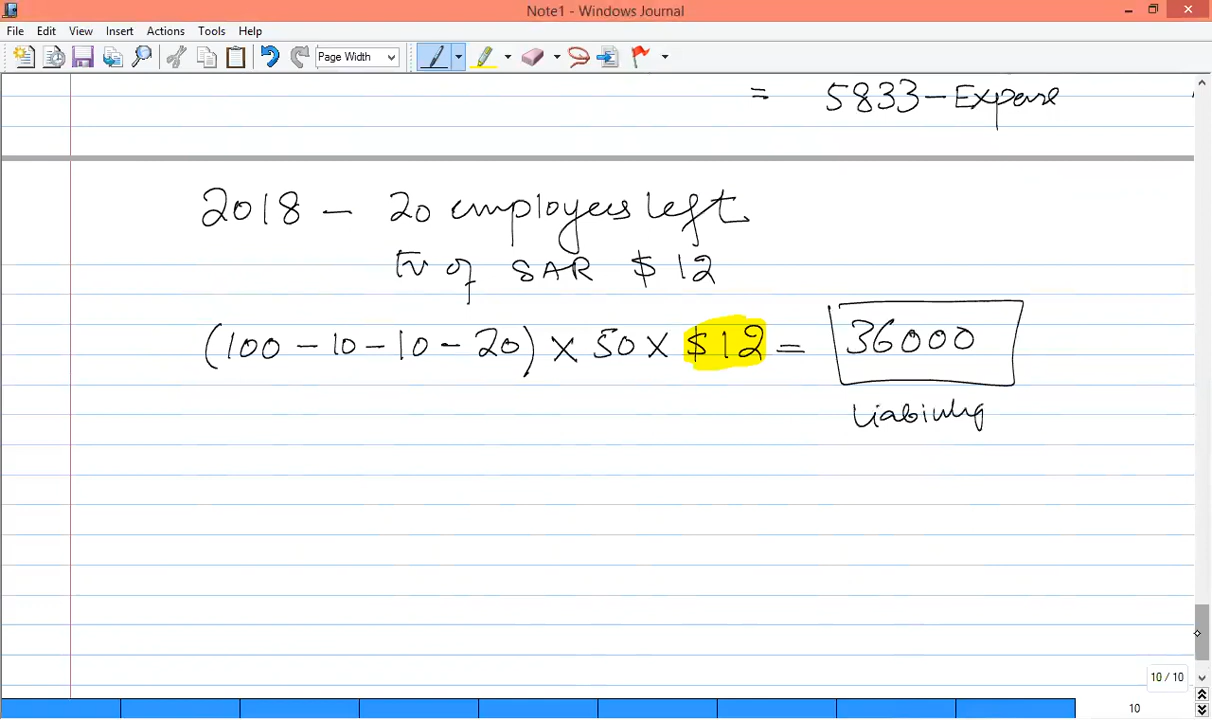 Note1 - Windows Journal
File Edit View Insert Actions Tools Help
Page Width
= 5833 - Expense
2018 - 20 employees left
FV of SAR $ 12
(100 - 10 - 10 - 20) × 50 × $12 = 36000
Liability
10 / 10
10